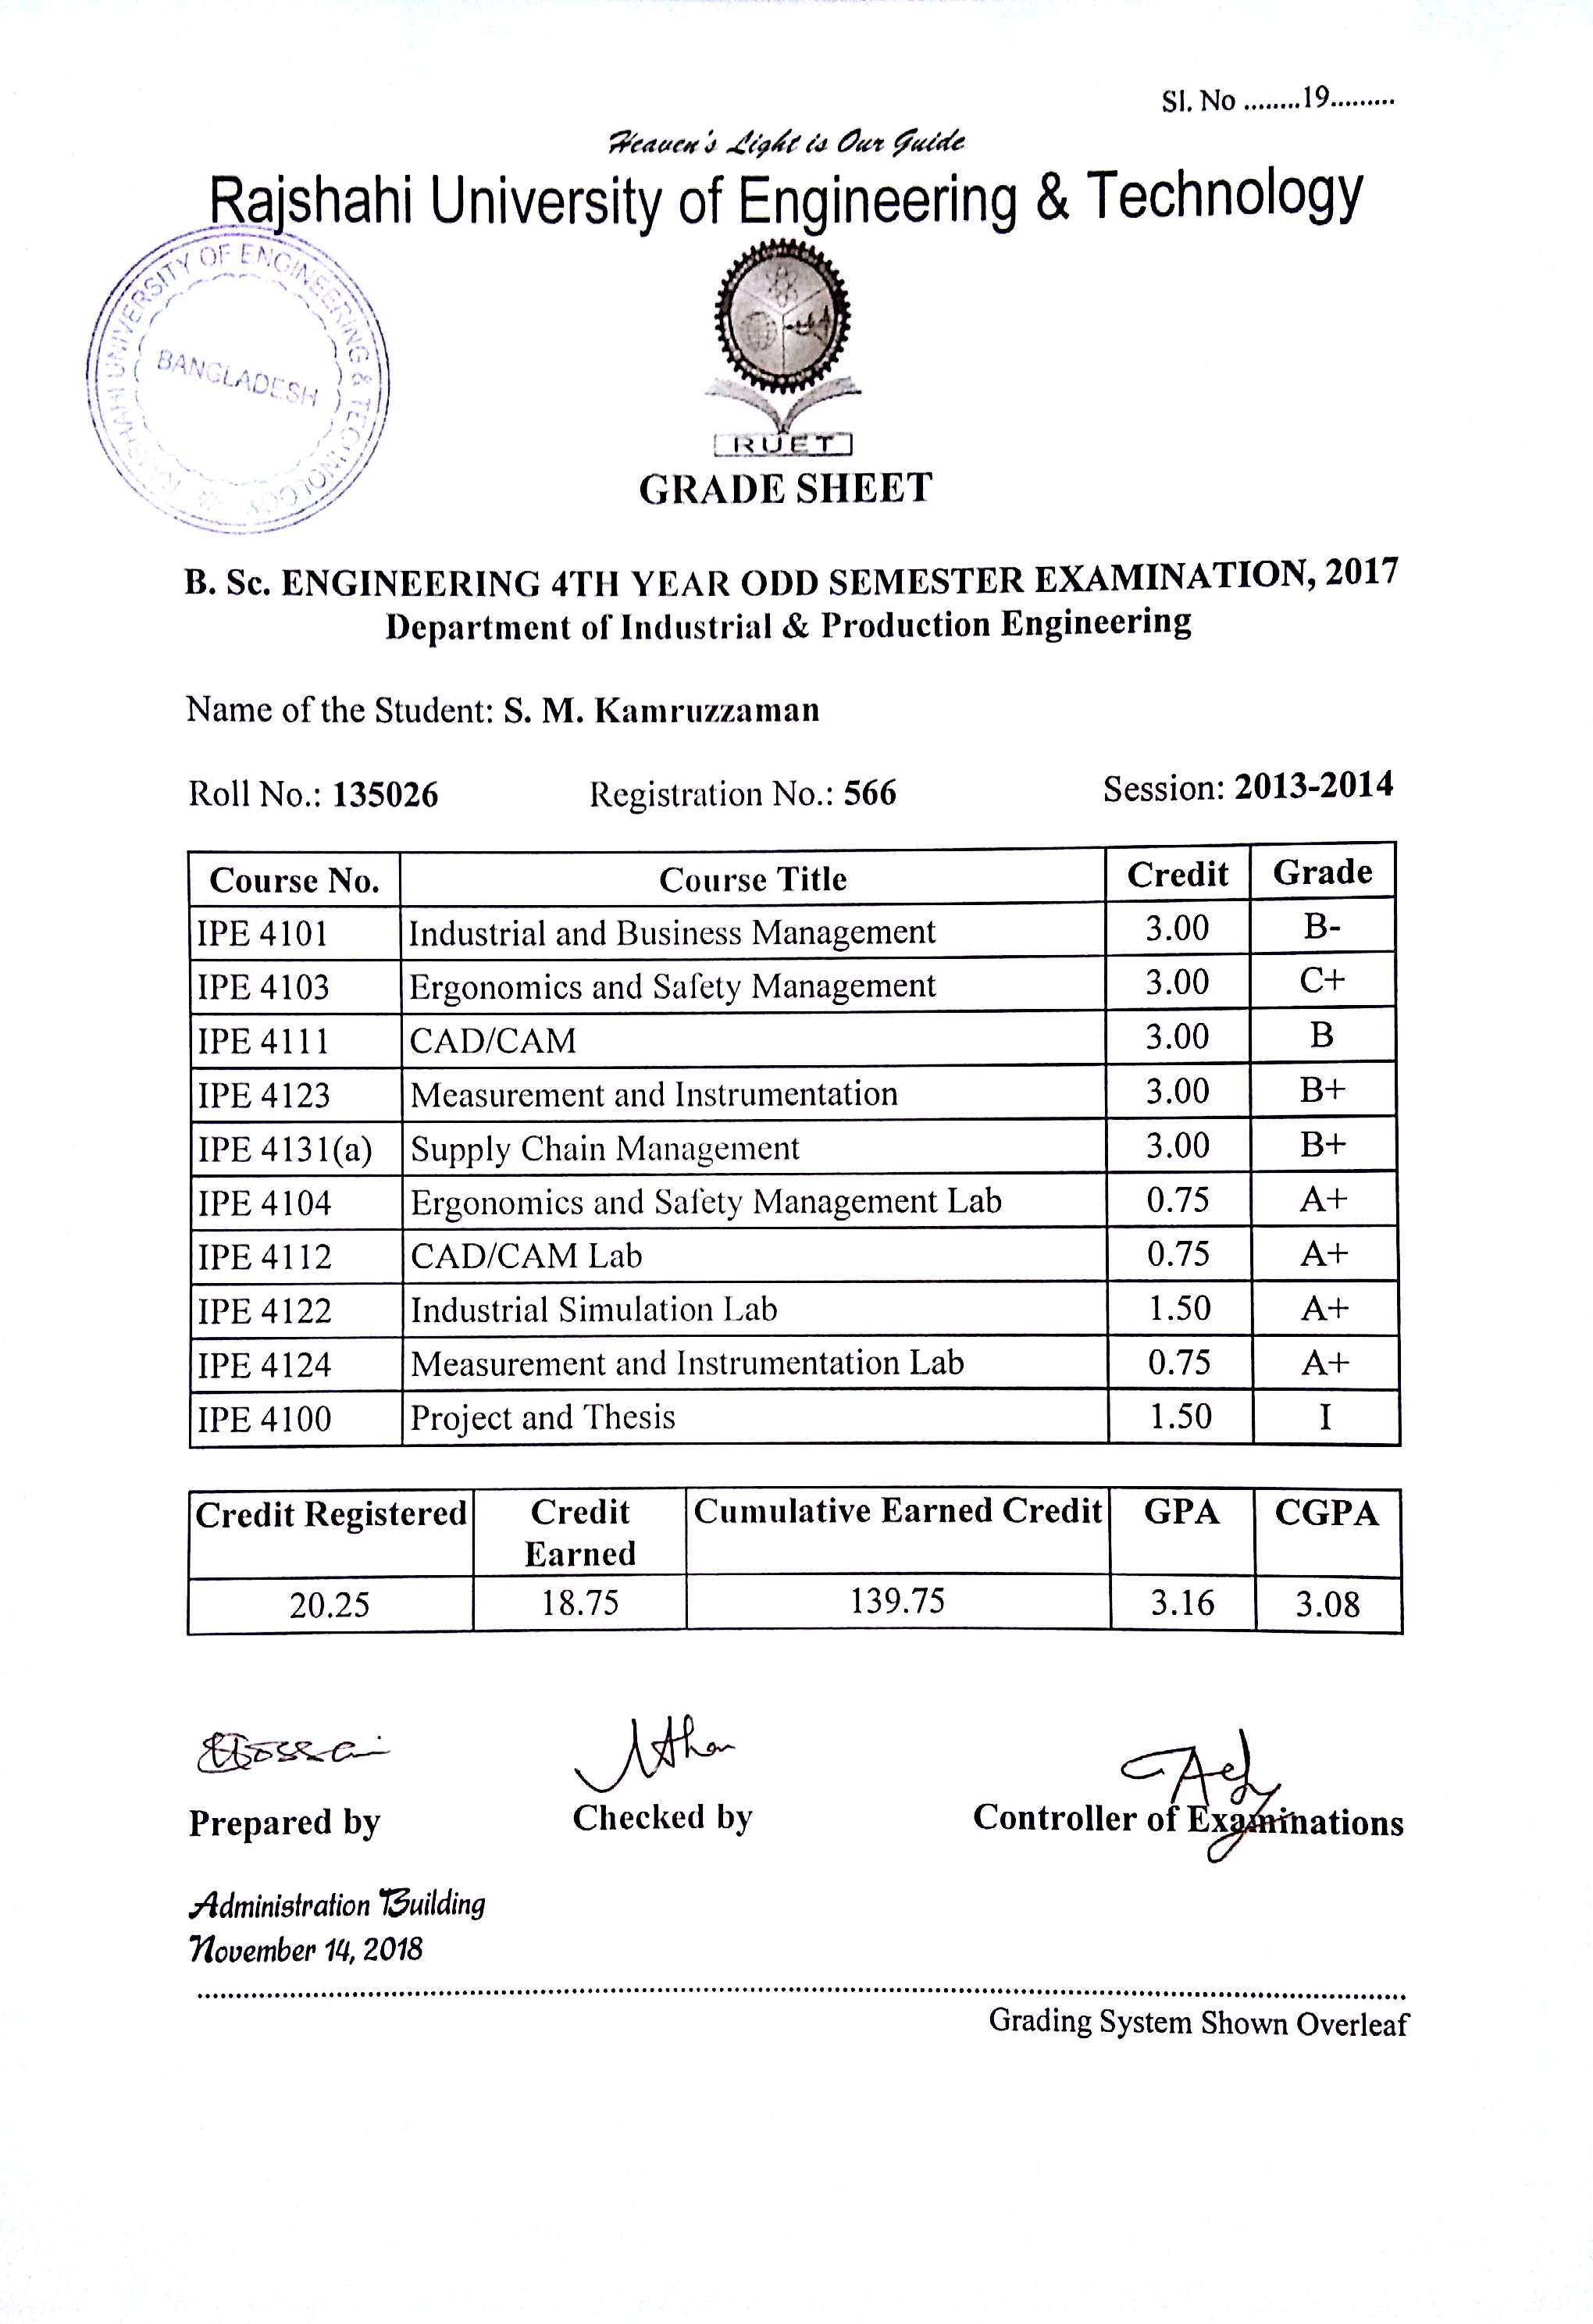 Sl. No ........19.........
Heaven's Light is Our Guide
Rajshahi University of Engineering & Technology
RAJSHAHI UNIVERSITY OF ENGINEERING & TECHNOLOGY
BANGLADESH
RUET
GRADE SHEET
B. Sc. ENGINEERING 4TH YEAR ODD SEMESTER EXAMINATION, 2017
Department of Industrial & Production Engineering
Name of the Student: S. M. Kamruzzaman
Roll No.: 135026 Registration No.: 566 Session: 2013-2014
Course No. Course Title Credit Grade
IPE 4101 Industrial and Business Management 3.00 B-
IPE 4103 Ergonomics and Safety Management 3.00 C+
IPE 4111 CAD/CAM 3.00 B
IPE 4123 Measurement and Instrumentation 3.00 B+
IPE 4131(a) Supply Chain Management 3.00 B+
IPE 4104 Ergonomics and Safety Management Lab 0.75 A+
IPE 4112 CAD/CAM Lab 0.75 A+
IPE 4122 Industrial Simulation Lab 1.50 A+
IPE 4124 Measurement and Instrumentation Lab 0.75 A+
IPE 4100 Project and Thesis 1.50 I
Credit Registered Credit Earned Cumulative Earned Credit GPA CGPA
20.25 18.75 139.75 3.16 3.08
Prepared by Checked by Controller of Examinations
Administration Building
November 14, 2018
Grading System Shown Overleaf